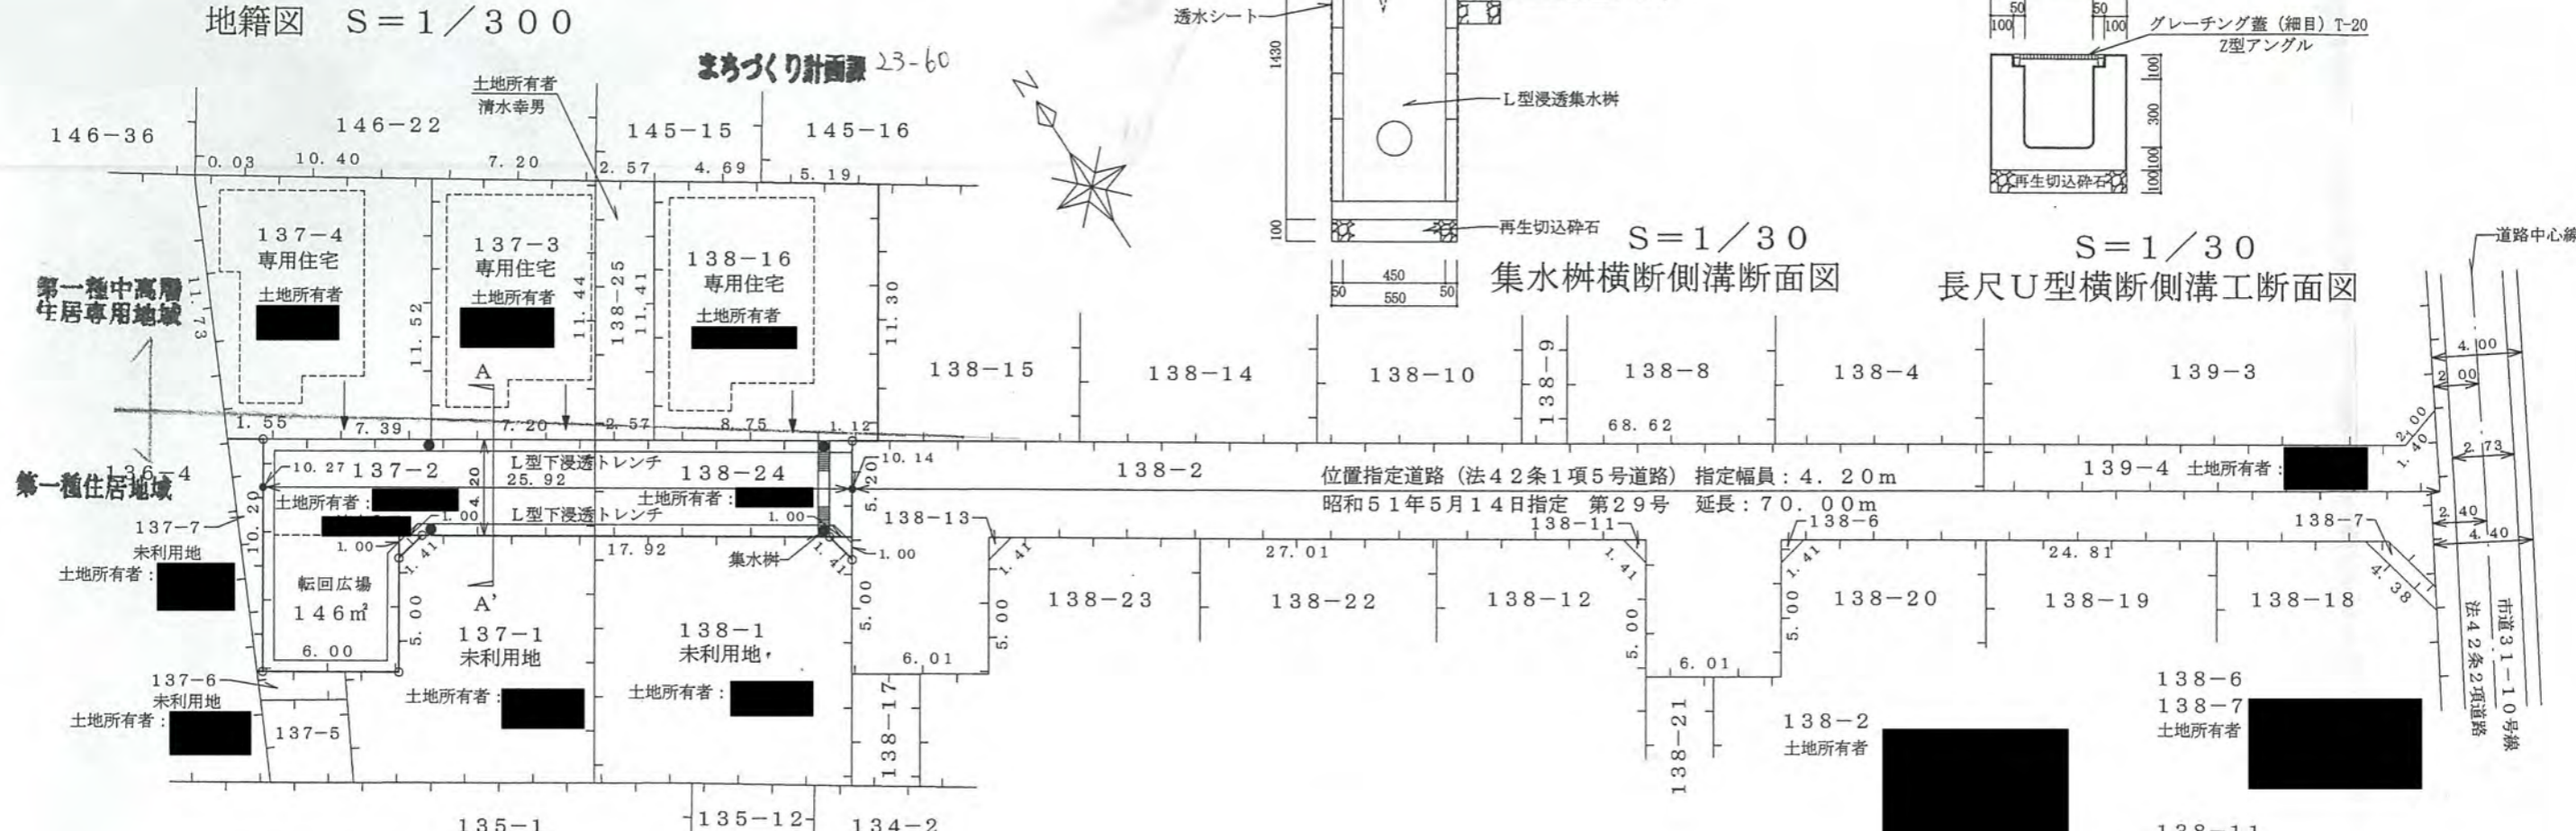 地籍図 S=1/300
まちづくり計画課 23-60
透水シート
1430
L型浸透集水桝
100
再生切込砕石
450
50 50
550
S=1/30
集水桝横断側溝断面図
50 50
100 100
グレーチング蓋(細目)T-20
Z型アングル
100
300
100
100
再生切込砕石
S=1/30
長尺U型横断側溝工断面図
道路中心線
N
土地所有者
清水幸男
146-36
146-22
145-15
145-16
0.03 10.40 7.20 2.57 4.69 5.19
137-4
専用住宅
土地所有者
137-3
専用住宅
土地所有者
138-16
専用住宅
土地所有者
11.73
11.52
11.44
138-25
11.41
11.30
第一種中高層
住居専用地域
第一種住居地域
136-4
A
1.55 7.39 7.20 2.57 8.75 1.12
138-15
138-14
138-10
138-9
138-8
138-4
139-3
68.62
4.00
2.00
2.00
1.40
2.73
10.27
137-2
L型下浸透トレンチ
25.92
138-24
10.14
土地所有者:
4.20
土地所有者:
5.20
138-2
位置指定道路(法42条1項5号道路) 指定幅員:4.20m
昭和51年5月14日指定 第29号 延長:70.00m
139-4 土地所有者:
L型下浸透トレンチ
1.00
1.00
1.00
1.41
17.92
集水桝
1.41
1.00
10.20
137-7
未利用地
土地所有者:
転回広場
146㎡
6.00
5.00
A'
137-1
未利用地
土地所有者:
138-1
未利用地
土地所有者:
5.00
138-13
1.41
5.00
6.01
138-17
27.01
138-23
138-22
138-12
138-11
1.41
5.00
6.01
138-21
138-6
1.41
5.00
24.81
138-20
138-19
138-18
138-7
4.38
2.40
4.40
市道31-10号線
法42条2項道路
137-6
未利用地
土地所有者:
137-5
138-2
土地所有者
138-6
138-7
土地所有者
135-1
135-12
134-2
138-11